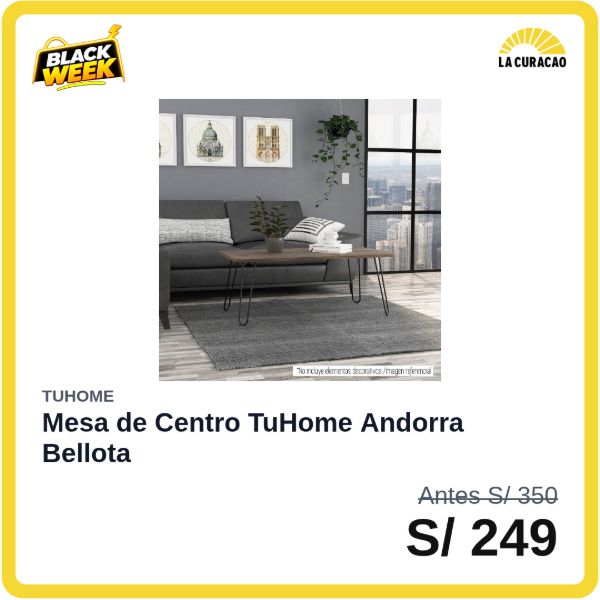 BLACK
WEEK
LA CURACAO
*No incluye elementos decorativos /Imagen referencial
TUHOME
Mesa de Centro TuHome Andorra
Bellota
Antes S/ 350
S/ 249